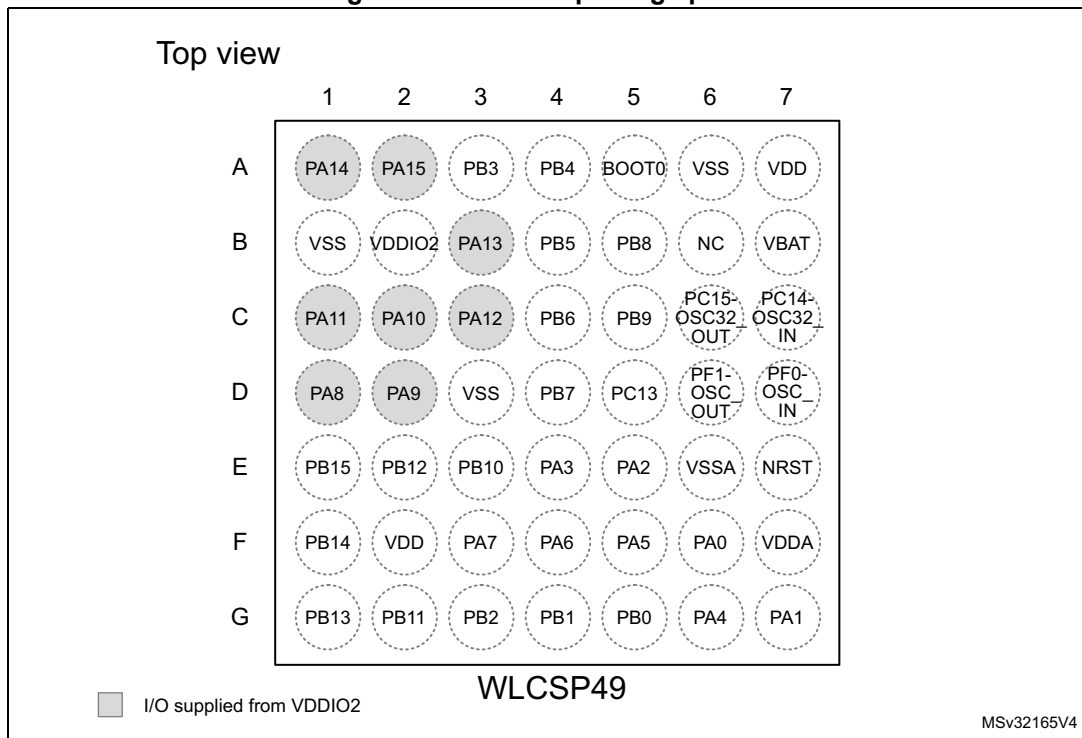 Top view
1 2 3 4 5 6 7
A PA14 PA15 PB3 PB4 BOOT0 VSS VDD
B VSS VDDIO2 PA13 PB5 PB8 NC VBAT
C PA11 PA10 PA12 PB6 PB9 PC15-OSC32_OUT PC14-OSC32_IN
D PA8 PA9 VSS PB7 PC13 PF1-OSC_OUT PF0-OSC_IN
E PB15 PB12 PB10 PA3 PA2 VSSA NRST
F PB14 VDD PA7 PA6 PA5 PA0 VDDA
G PB13 PB11 PB2 PB1 PB0 PA4 PA1
WLCSP49
I/O supplied from VDDIO2
MSv32165V4